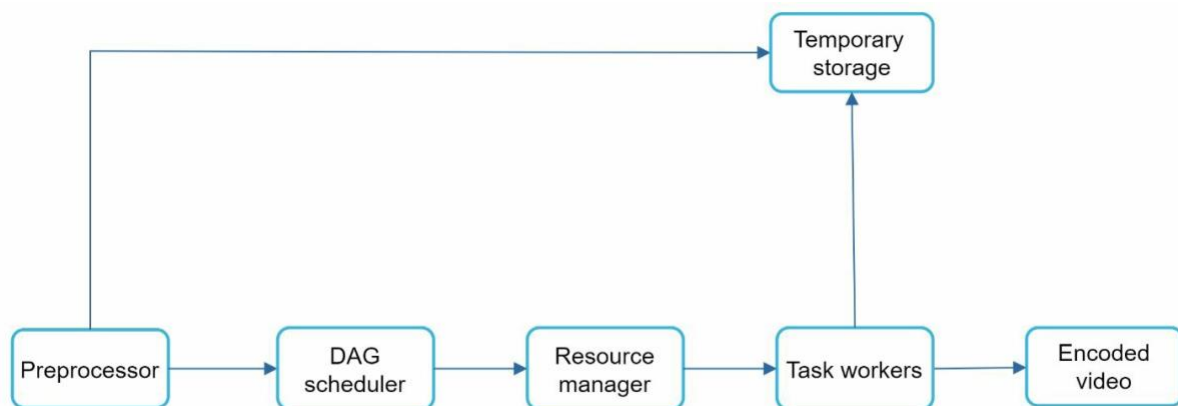 Temporary
storage
Preprocessor
DAG
scheduler
Resource
manager
Task workers
Encoded
video